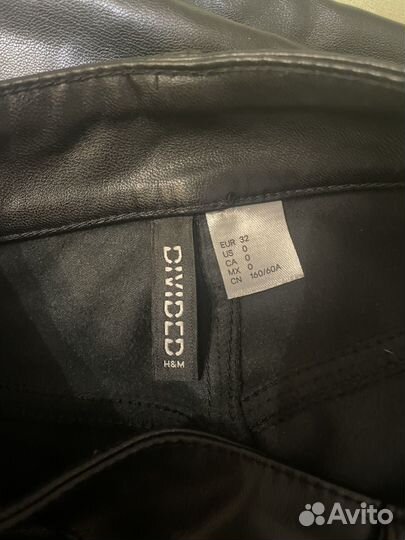 DIVIDED
H&M
EUR 32
US 0
CA 0
MX 0
CN 160/60A
Avito